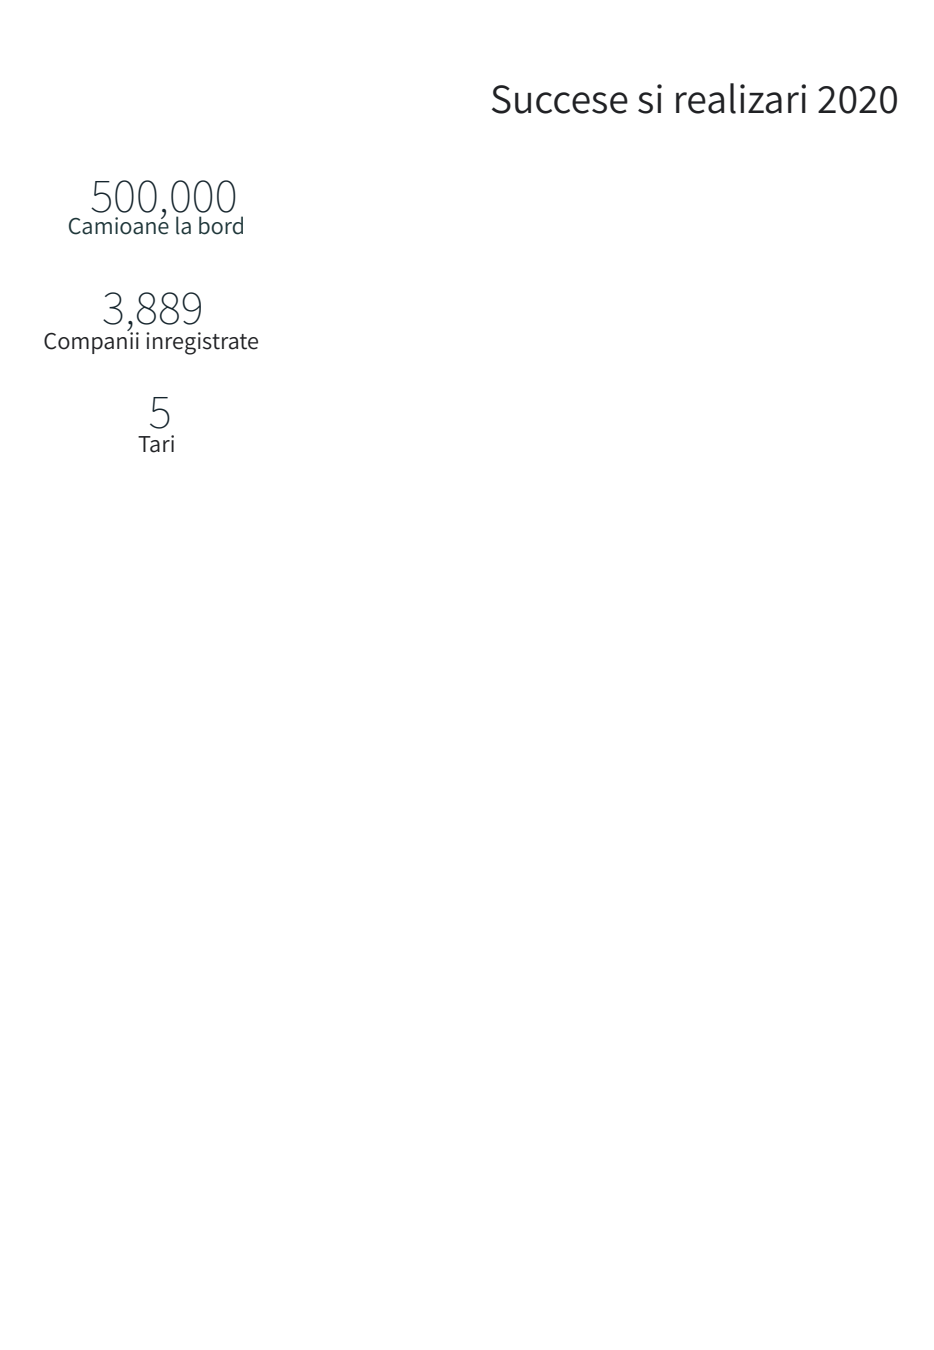 Succese si realizari 2020
500,000
Camioane la bord
3,889
Companii inregistrate
5
Tari